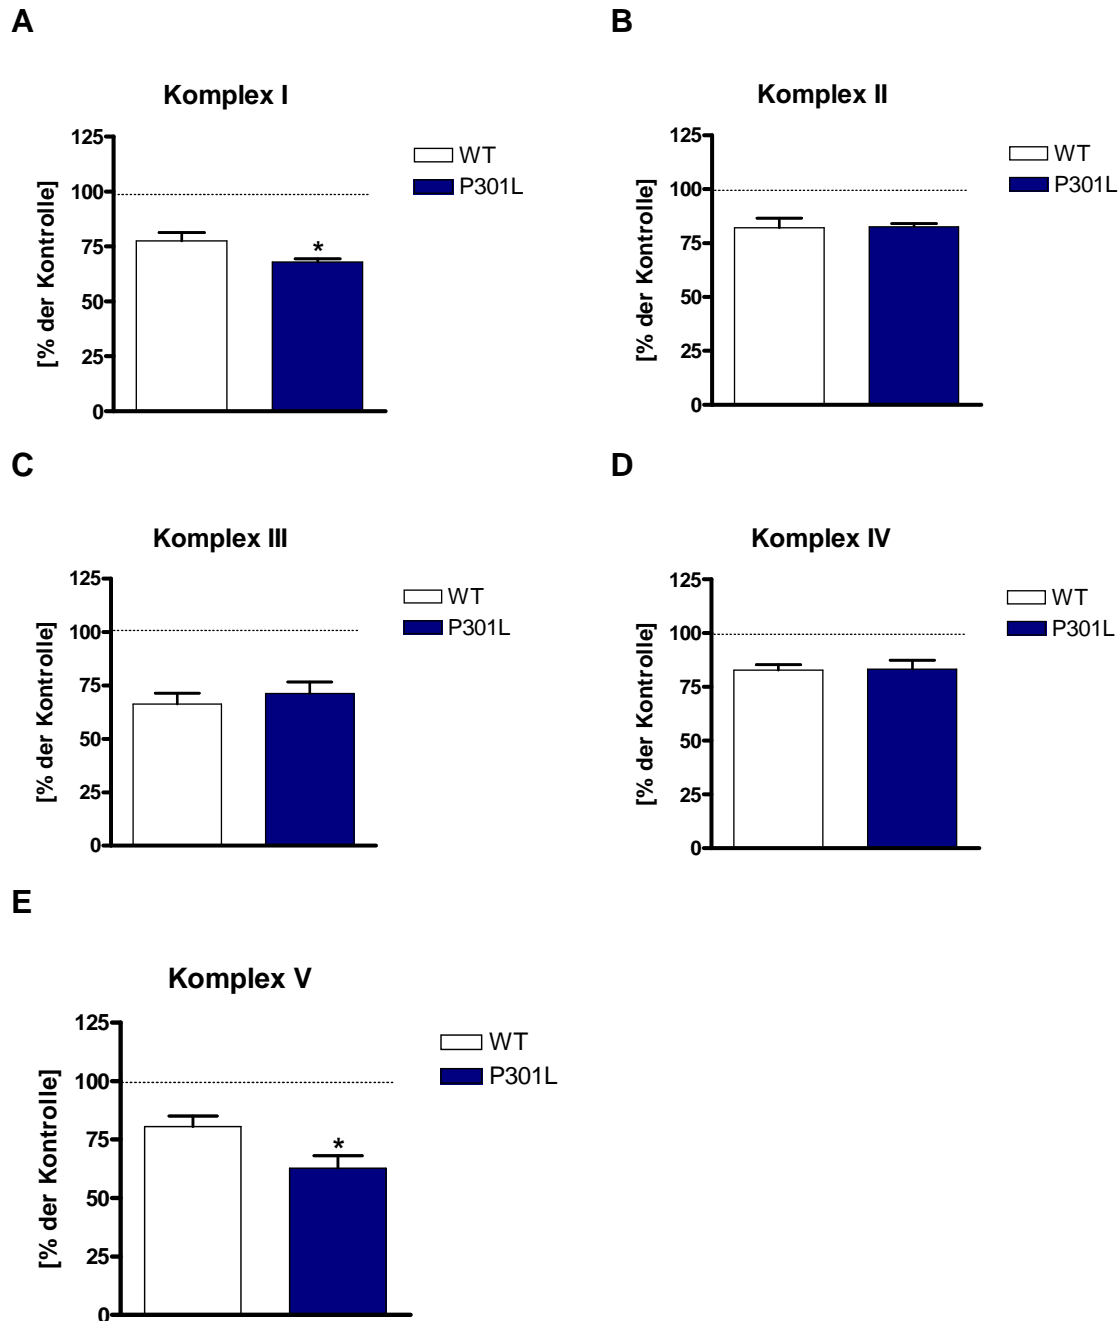 A
Komplex I
[% der Kontrolle]
125
100
75
50
25
0
*
WT
P301L
B
Komplex II
[% der Kontrolle]
125
100
75
50
25
0
WT
P301L
C
Komplex III
[% der Kontrolle]
125
100
75
50
25
0
WT
P301L
D
Komplex IV
[% der Kontrolle]
125
100
75
50
25
0
WT
P301L
E
Komplex V
[% der Kontrolle]
125
100
75
50
25
0
*
WT
P301L